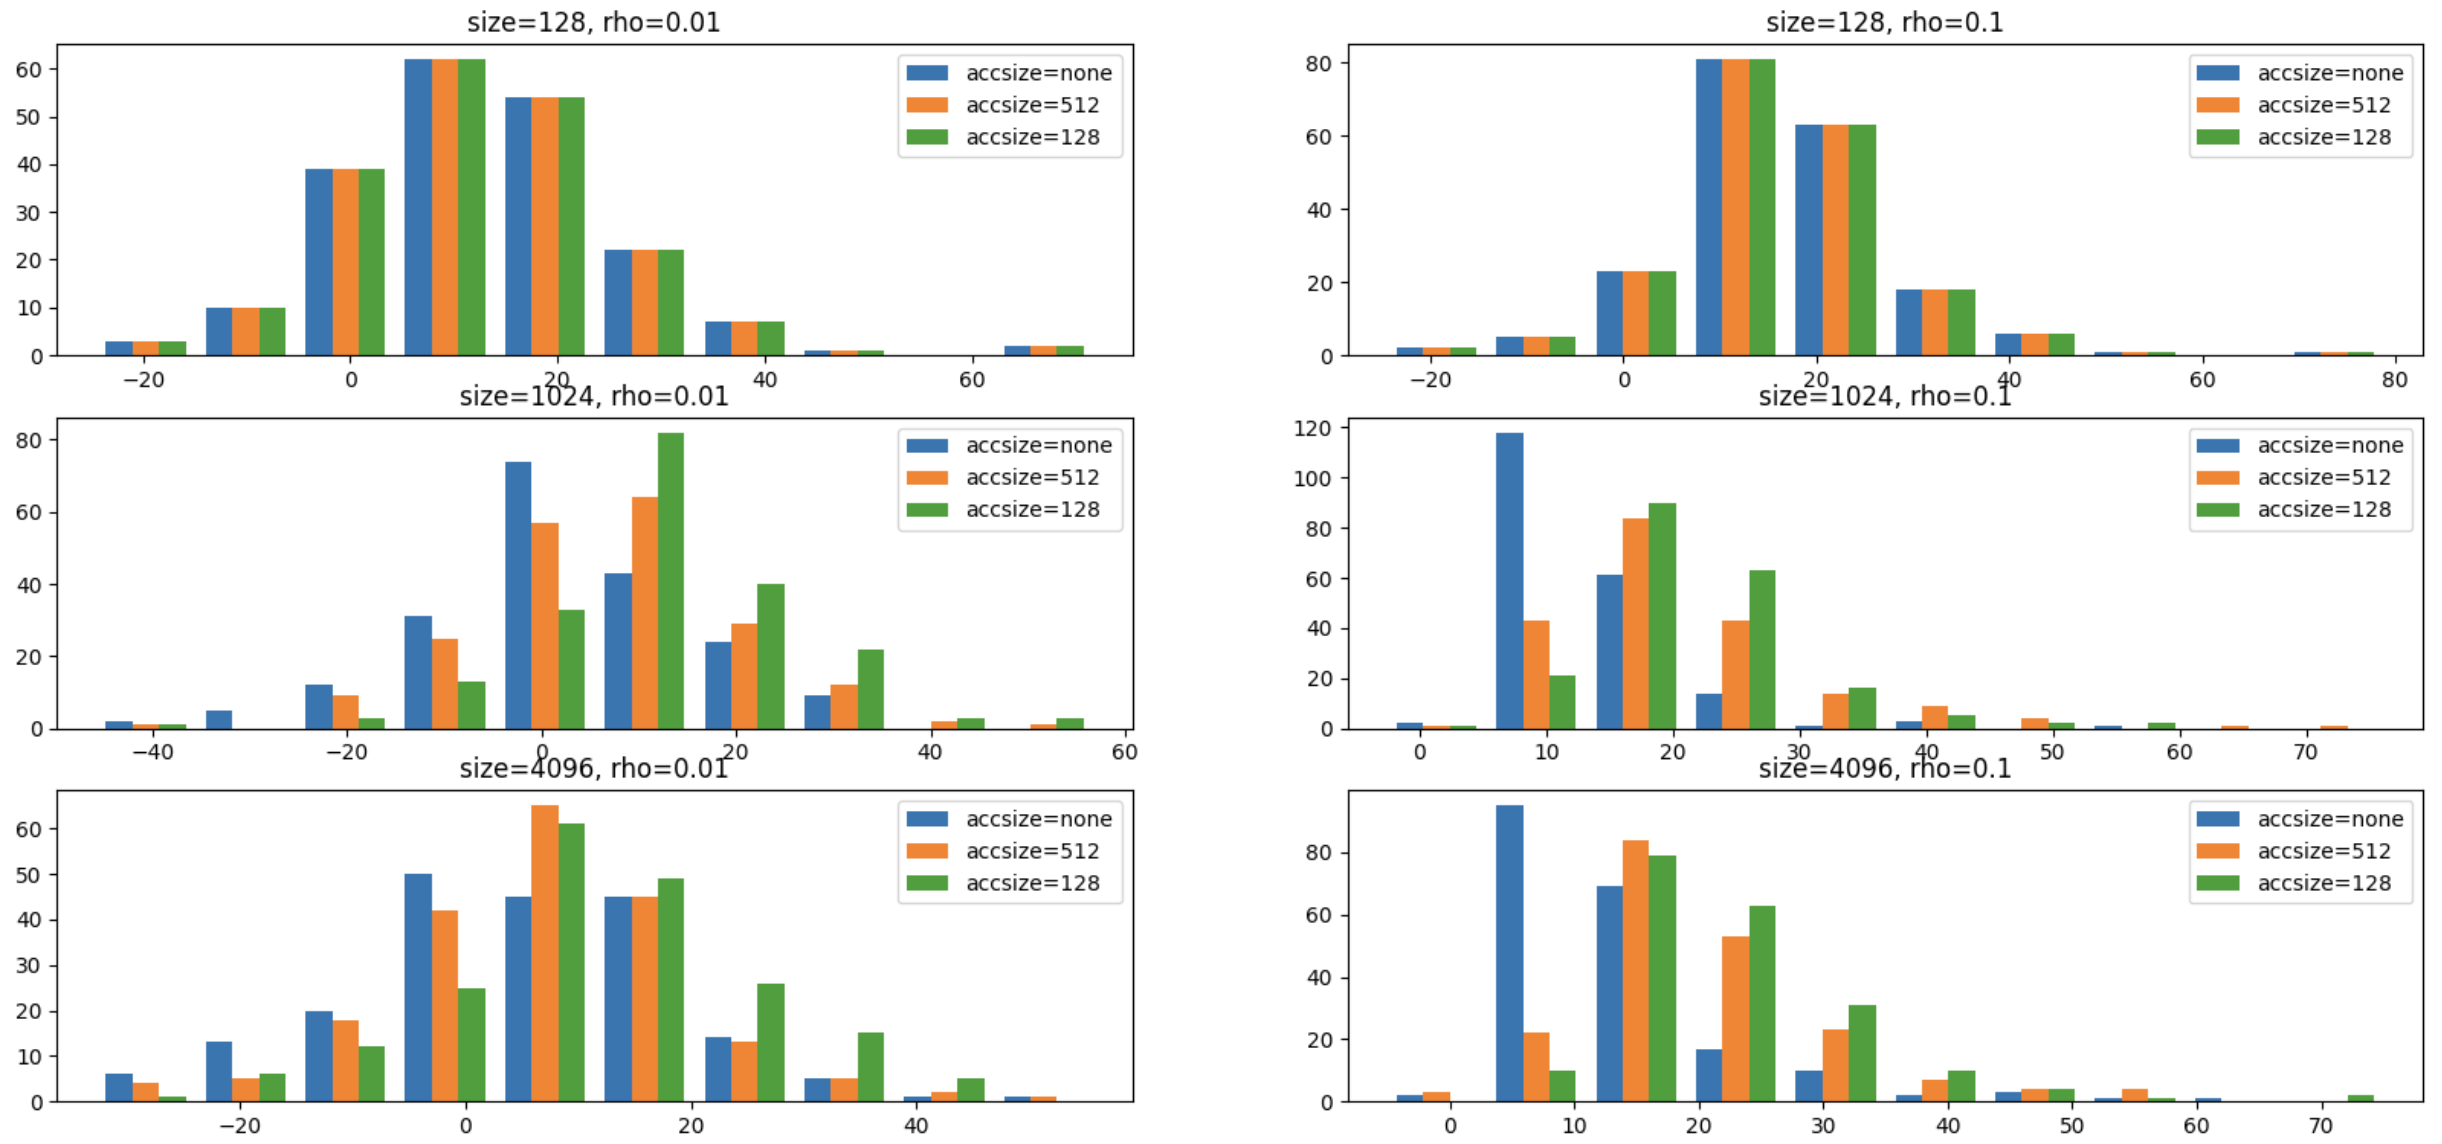 size=128, rho=0.01
60
50
40
30
20
10
0
accsize=none
accsize=512
accsize=128
−20 0 20 40 60
size=128, rho=0.1
80
60
40
20
0
accsize=none
accsize=512
accsize=128
−20 0 20 40 60 80
size=1024, rho=0.01
80
60
40
20
0
accsize=none
accsize=512
accsize=128
−40 −20 0 20 40 60
size=1024, rho=0.1
120
100
80
60
40
20
0
accsize=none
accsize=512
accsize=128
0 10 20 30 40 50 60 70
size=4096, rho=0.01
60
50
40
30
20
10
0
accsize=none
accsize=512
accsize=128
−20 0 20 40
size=4096, rho=0.1
80
60
40
20
0
accsize=none
accsize=512
accsize=128
0 10 20 30 40 50 60 70